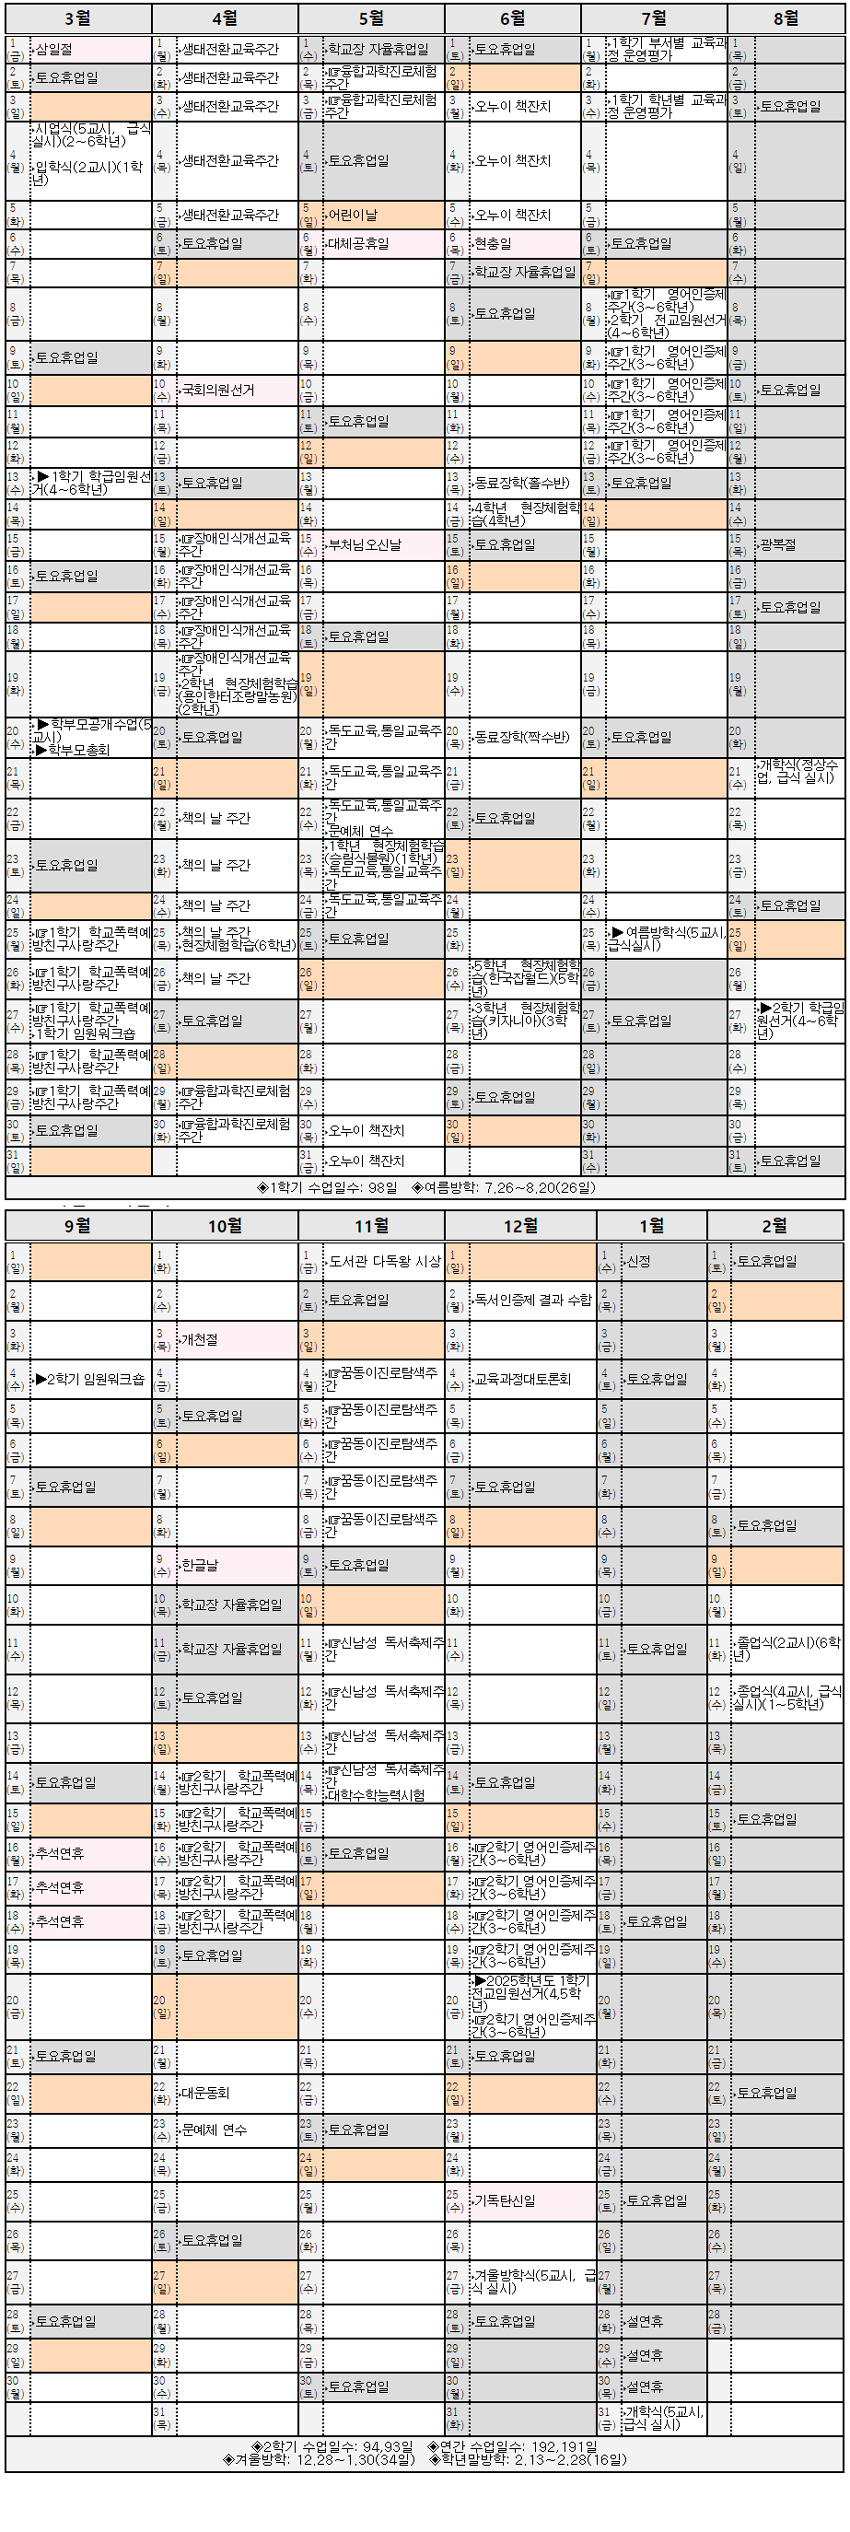 3월 4월 5월 6월 7월 8월
1 (금) ▸삼일절 1 (월) ▸생태전환교육주간 1 (수) ▸학교장 자율휴업일 1 (토) ▸토요휴업일 1 (월) ▸1학기 부서별 교육과정 운영평가 1 (목)
2 (토) ▸토요휴업일 2 (화) ▸생태전환교육주간 2 (목) ▸☞융합과학진로체험주간 2 (일) 2 (화) 2 (금)
3 (일) 3 (수) ▸생태전환교육주간 3 (금) ▸☞융합과학진로체험주간 3 (월) ▸오누이 책잔치 3 (수) ▸1학기 학년별 교육과정 운영평가 3 (토) ▸토요휴업일
4 (월) ▸시업식(5교시, 급식 실시)(2~6학년) ▸입학식(2교시)(1학년) 4 (목) ▸생태전환교육주간 4 (토) ▸토요휴업일 4 (화) ▸오누이 책잔치 4 (목) 4 (일)
5 (화) 5 (금) ▸생태전환교육주간 5 (일) ▸어린이날 5 (수) ▸오누이 책잔치 5 (금) 5 (월)
6 (수) 6 (토) ▸토요휴업일 6 (월) ▸대체공휴일 6 (목) ▸현충일 6 (토) ▸토요휴업일 6 (화)
7 (목) 7 (일) 7 (화) 7 (금) ▸학교장 자율휴업일 7 (일) 7 (수)
8 (금) 8 (월) 8 (수) 8 (토) ▸토요휴업일 8 (월) ▸☞1학기 영어인증제주간(3~6학년) ▸2학기 전교임원선거(4~6학년) 8 (목)
9 (토) ▸토요휴업일 9 (화) 9 (목) 9 (일) 9 (화) ▸☞1학기 영어인증제주간(3~6학년) 9 (금)
10 (일) 10 (수) ▸국회의원선거 10 (금) 10 (월) 10 (수) ▸☞1학기 영어인증제주간(3~6학년) 10 (토) ▸토요휴업일
11 (월) 11 (목) 11 (토) ▸토요휴업일 11 (화) 11 (목) ▸☞1학기 영어인증제주간(3~6학년) 11 (일)
12 (화) 12 (금) 12 (일) 12 (수) 12 (금) ▸☞1학기 영어인증제주간(3~6학년) 12 (월)
13 (수) ▸▶1학기 학급임원선거(4~6학년) 13 (토) ▸토요휴업일 13 (월) 13 (목) ▸동료장학(홀수반) 13 (토) ▸토요휴업일 13 (화)
14 (목) 14 (일) 14 (화) 14 (금) ▸4학년 현장체험학습(4학년) 14 (일) 14 (수)
15 (금) 15 (월) ▸☞장애인식개선교육주간 15 (수) ▸부처님오신날 15 (토) ▸토요휴업일 15 (월) 15 (목) ▸광복절
16 (토) ▸토요휴업일 16 (화) ▸☞장애인식개선교육주간 16 (목) 16 (일) 16 (화) 16 (금)
17 (일) 17 (수) ▸☞장애인식개선교육주간 17 (금) 17 (월) 17 (수) 17 (토) ▸토요휴업일
18 (월) 18 (목) ▸☞장애인식개선교육주간 18 (토) ▸토요휴업일 18 (화) 18 (목) 18 (일)
19 (화) 19 (금) ▸☞장애인식개선교육주간 ▸2학년 현장체험학습(용인한터조랑말농원)(2학년) 19 (일) 19 (수) 19 (금) 19 (월)
20 (수) ▸▶학부모공개수업(5교시) ▸▶학부모총회 20 (토) ▸토요휴업일 20 (월) ▸독도교육,통일교육주간 20 (목) ▸동료장학(짝수반) 20 (토) ▸토요휴업일 20 (화)
21 (목) 21 (일) 21 (화) ▸독도교육,통일교육주간 21 (금) 21 (일) 21 (수) ▸개학식(정상수업, 급식 실시)
22 (금) 22 (월) ▸책의 날 주간 22 (수) ▸독도교육,통일교육주간 ▸문예체 연수 22 (토) ▸토요휴업일 22 (월) 22 (목)
23 (토) ▸토요휴업일 23 (화) ▸책의 날 주간 23 (목) ▸1학년 현장체험학습(승림식물원)(1학년) ▸독도교육,통일교육주간 23 (일) 23 (화) 23 (금)
24 (일) 24 (수) ▸책의 날 주간 24 (금) ▸독도교육,통일교육주간 24 (월) 24 (수) 24 (토) ▸토요휴업일
25 (월) ▸☞1학기 학교폭력예방친구사랑주간 25 (목) ▸책의 날 주간 ▸현장체험학습(6학년) 25 (토) ▸토요휴업일 25 (화) 25 (목) ▸▶여름방학식(5교시, 급식실시) 25 (일)
26 (화) ▸☞1학기 학교폭력예방친구사랑주간 26 (금) ▸책의 날 주간 26 (일) 26 (수) ▸5학년 현장체험학습(한국잡월드)(5학년) 26 (금) 26 (월)
27 (수) ▸☞1학기 학교폭력예방친구사랑주간 ▸1학기 임원워크숍 27 (토) ▸토요휴업일 27 (월) 27 (목) ▸3학년 현장체험학습(키자니아)(3학년) 27 (토) ▸토요휴업일 27 (화) ▸▶2학기 학급임원선거(4~6학년)
28 (목) ▸☞1학기 학교폭력예방친구사랑주간 28 (일) 28 (화) 28 (금) 28 (일) 28 (수)
29 (금) ▸☞1학기 학교폭력예방친구사랑주간 29 (월) ▸☞융합과학진로체험주간 29 (수) 29 (토) ▸토요휴업일 29 (월) 29 (목)
30 (토) ▸토요휴업일 30 (화) ▸☞융합과학진로체험주간 30 (목) ▸오누이 책잔치 30 (일) 30 (화) 30 (금)
31 (일) 31 (금) ▸오누이 책잔치 31 (수) 31 (토) ▸토요휴업일
◈1학기 수업일수: 98일 ◈여름방학: 7.26~8.20(26일)
9월 10월 11월 12월 1월 2월
1 (일) 1 (화) 1 (금) ▸도서관 다독왕 시상 1 (일) 1 (수) ▸신정 1 (토) ▸토요휴업일
2 (월) 2 (수) 2 (토) ▸토요휴업일 2 (월) ▸독서인증제 결과 수합 2 (목) 2 (일)
3 (화) 3 (목) ▸개천절 3 (일) 3 (화) 3 (금) 3 (월)
4 (수) ▸▶2학기 임원워크숍 4 (금) 4 (월) ▸☞꿈동이진로탐색주간 4 (수) ▸교육과정대토론회 4 (토) ▸토요휴업일 4 (화)
5 (목) 5 (토) ▸토요휴업일 5 (화) ▸☞꿈동이진로탐색주간 5 (목) 5 (일) 5 (수)
6 (금) 6 (일) 6 (수) ▸☞꿈동이진로탐색주간 6 (금) 6 (월) 6 (목)
7 (토) ▸토요휴업일 7 (월) 7 (목) ▸☞꿈동이진로탐색주간 7 (토) ▸토요휴업일 7 (화) 7 (금)
8 (일) 8 (화) 8 (금) ▸☞꿈동이진로탐색주간 8 (일) 8 (수) 8 (토) ▸토요휴업일
9 (월) 9 (수) ▸한글날 9 (토) ▸토요휴업일 9 (월) 9 (목) 9 (일)
10 (화) 10 (목) ▸학교장 자율휴업일 10 (일) 10 (화) 10 (금) 10 (월)
11 (수) 11 (금) ▸학교장 자율휴업일 11 (월) ▸☞신남성 독서축제주간 11 (수) 11 (토) ▸토요휴업일 11 (화) ▸졸업식(2교시)(6학년)
12 (목) 12 (토) ▸토요휴업일 12 (화) ▸☞신남성 독서축제주간 12 (목) 12 (일) 12 (수) ▸종업식(4교시, 급식 실시)(1~5학년)
13 (금) 13 (일) 13 (수) ▸☞신남성 독서축제주간 13 (금) 13 (월) 13 (목)
14 (토) ▸토요휴업일 14 (월) ▸☞2학기 학교폭력예방친구사랑주간 14 (목) ▸☞신남성 독서축제주간 ▸대학수학능력시험 14 (토) ▸토요휴업일 14 (화) 14 (금)
15 (일) 15 (화) ▸☞2학기 학교폭력예방친구사랑주간 15 (금) 15 (일) 15 (수) 15 (토) ▸토요휴업일
16 (월) ▸추석연휴 16 (수) ▸☞2학기 학교폭력예방친구사랑주간 16 (토) ▸토요휴업일 16 (월) ▸☞2학기 영어인증제주간(3~6학년) 16 (목) 16 (일)
17 (화) ▸추석연휴 17 (목) ▸☞2학기 학교폭력예방친구사랑주간 17 (일) 17 (화) ▸☞2학기 영어인증제주간(3~6학년) 17 (금) 17 (월)
18 (수) ▸추석연휴 18 (금) ▸☞2학기 학교폭력예방친구사랑주간 18 (월) 18 (수) ▸☞2학기 영어인증제주간(3~6학년) 18 (토) ▸토요휴업일 18 (화)
19 (목) 19 (토) ▸토요휴업일 19 (화) 19 (목) ▸☞2학기 영어인증제주간(3~6학년) 19 (일) 19 (수)
20 (금) 20 (일) 20 (수) 20 (금) ▸▶2025학년도 1학기 전교임원선거(4,5학년) ▸☞2학기 영어인증제주간(3~6학년) 20 (월) 20 (목)
21 (토) ▸토요휴업일 21 (월) 21 (목) 21 (토) ▸토요휴업일 21 (화) 21 (금)
22 (일) 22 (화) ▸대운동회 22 (금) 22 (일) 22 (수) 22 (토) ▸토요휴업일
23 (월) 23 (수) ▸문예체 연수 23 (토) ▸토요휴업일 23 (월) 23 (목) 23 (일)
24 (화) 24 (목) 24 (일) 24 (화) 24 (금) 24 (월)
25 (수) 25 (금) 25 (월) 25 (수) ▸기독탄신일 25 (토) ▸토요휴업일 25 (화)
26 (목) 26 (토) ▸토요휴업일 26 (화) 26 (목) 26 (일) 26 (수)
27 (금) 27 (일) 27 (수) 27 (금) ▸겨울방학식(5교시, 급식 실시) 27 (월) 27 (목)
28 (토) ▸토요휴업일 28 (월) 28 (목) 28 (토) ▸토요휴업일 28 (화) ▸설연휴 28 (금)
29 (일) 29 (화) 29 (금) 29 (일) 29 (수) ▸설연휴
30 (월) 30 (수) 30 (토) ▸토요휴업일 30 (월) 30 (목) ▸설연휴
31 (목) 31 (화) 31 (금) ▸개학식(5교시, 급식 실시)
◈2학기 수업일수: 94,93일 ◈연간 수업일수: 192,191일
◈겨울방학: 12.28~1.30(34일) ◈학년말방학: 2.13~2.28(16일)